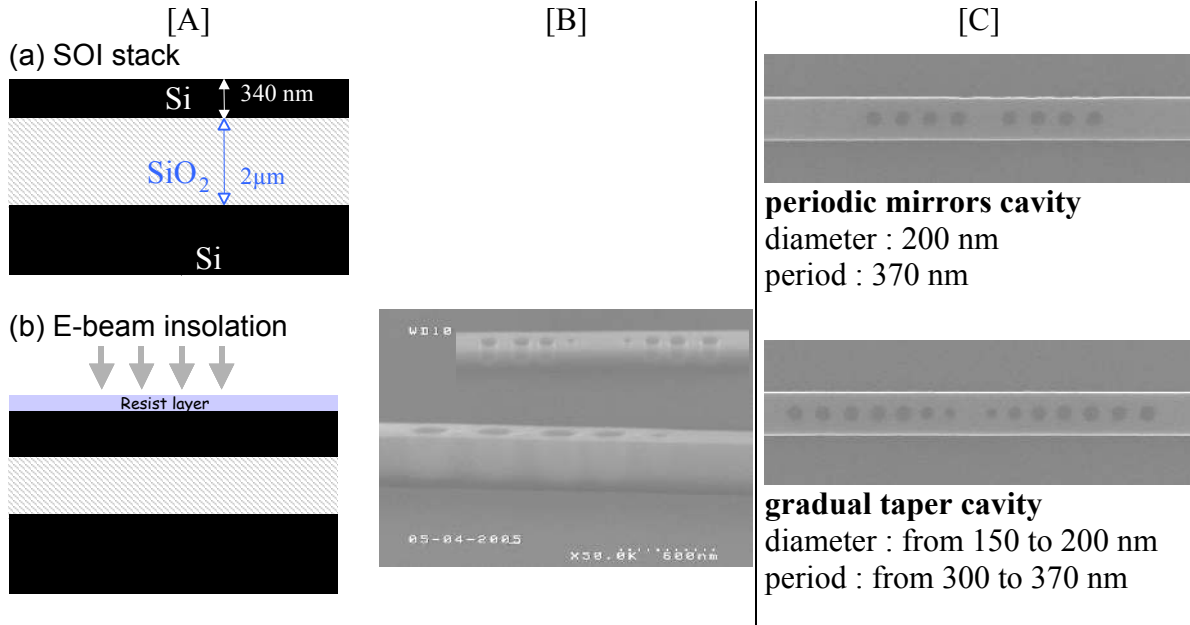 [A]
(a) SOI stack
Si
340 nm
SiO2
2µm
Si
(b) E-beam insolation
Resist layer
[B]
WD10
05-04-2005
X50.0K 600nm
[C]
periodic mirrors cavity
diameter : 200 nm
period : 370 nm
gradual taper cavity
diameter : from 150 to 200 nm
period : from 300 to 370 nm